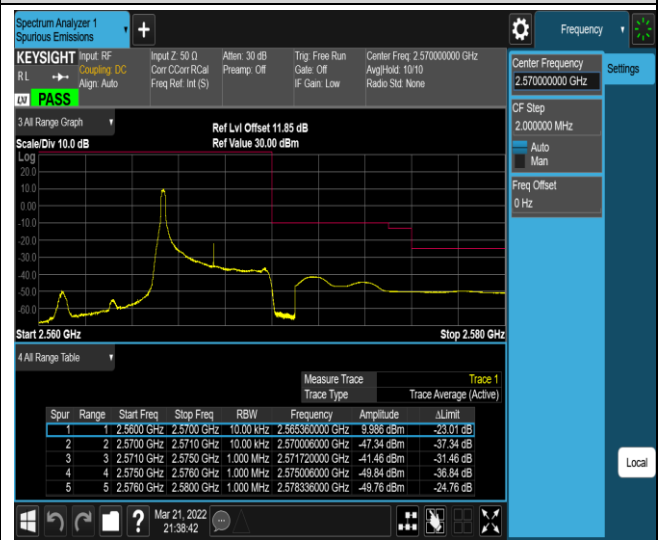 Spectrum Analyzer 1
Spurious Emissions
Frequency
KEYSIGHT
Input: RF
Coupling: DC
Align: Auto
Input Z: 50 Ω
Corr CCorr RCal
Freq Ref: Int (S)
Atten: 30 dB
Preamp: Off
Trig: Free Run
Gate: Off
IF Gain: Low
Center Freq: 2.570000000 GHz
Avg|Hold: 10/10
Radio Std: None
R L
LXI
PASS
Center Frequency
2.570000000 GHz
Settings
CF Step
2.000000 MHz
Auto
Man
Freq Offset
0 Hz
3 All Range Graph
Ref Lvl Offset 11.85 dB
Scale/Div 10.0 dB
Ref Value 30.00 dBm
Log
20.0
10.0
0.00
-10.0
-20.0
-30.0
-40.0
-50.0
-60.0
Start 2.560 GHz
Stop 2.580 GHz
4 All Range Table
Measure Trace Trace 1
Trace Type Trace Average (Active)
Spur Range Start Freq Stop Freq RBW Frequency Amplitude ΔLimit
1 1 2.5600 GHz 2.5700 GHz 10.00 kHz 2.565360000 GHz 9.986 dBm -23.01 dB
2 2 2.5700 GHz 2.5710 GHz 10.00 kHz 2.570006000 GHz -47.34 dBm -37.34 dB
3 3 2.5710 GHz 2.5750 GHz 1.000 MHz 2.571720000 GHz -41.46 dBm -31.46 dB
4 4 2.5750 GHz 2.5760 GHz 1.000 MHz 2.575006000 GHz -49.84 dBm -36.84 dB
5 5 2.5760 GHz 2.5800 GHz 1.000 MHz 2.578336000 GHz -49.76 dBm -24.76 dB
Local
Mar 21, 2022
21:38:42